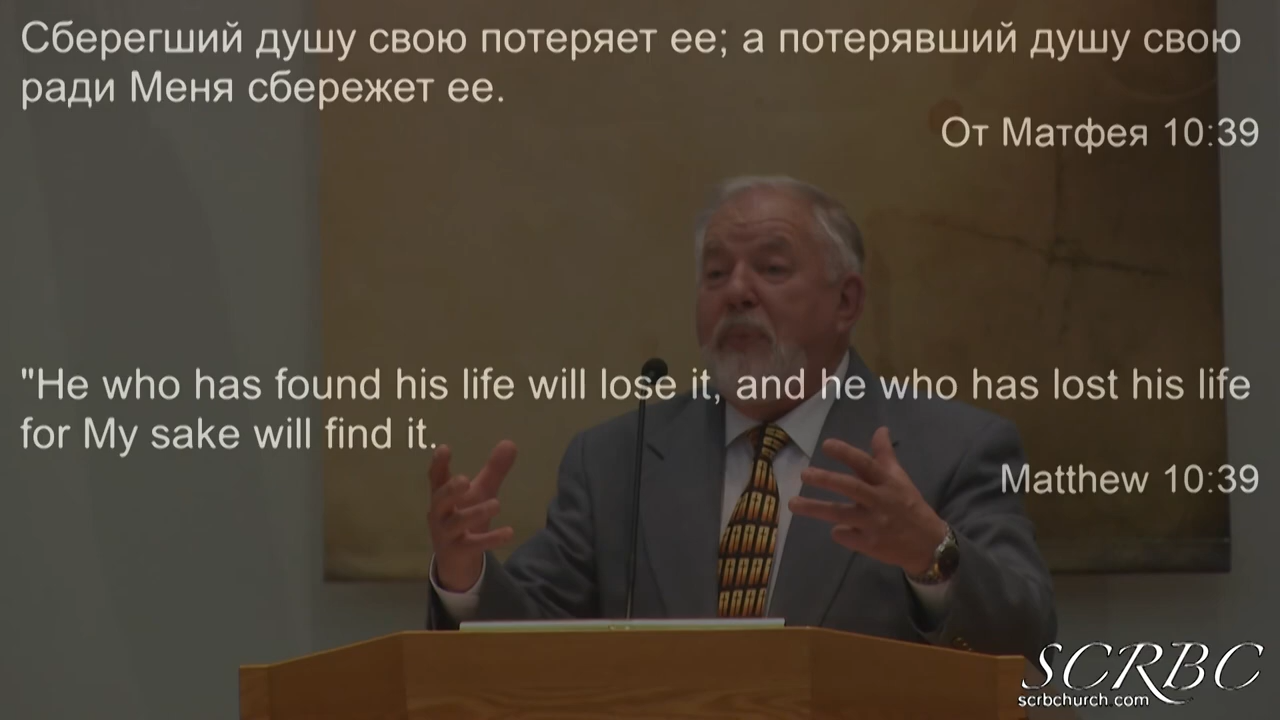 Сберегший душу свою потеряет ее; а потерявший душу свою
ради Меня сбережет ее.
От Матфея 10:39
"He who has found his life will lose it, and he who has lost his life
for My sake will find it.
Matthew 10:39
SCRBC
scrbchurch.com